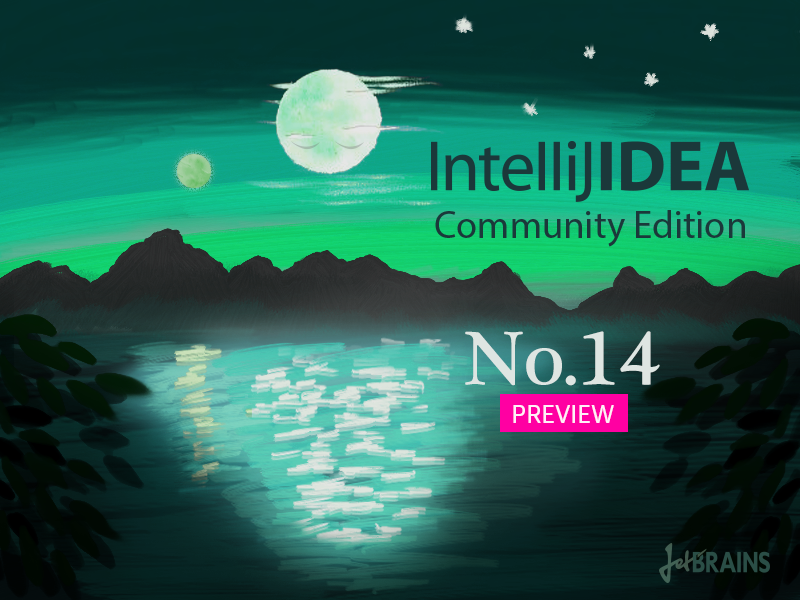 IntelliJIDEA
Community Edition
No.14
PREVIEW
JetBRAINS